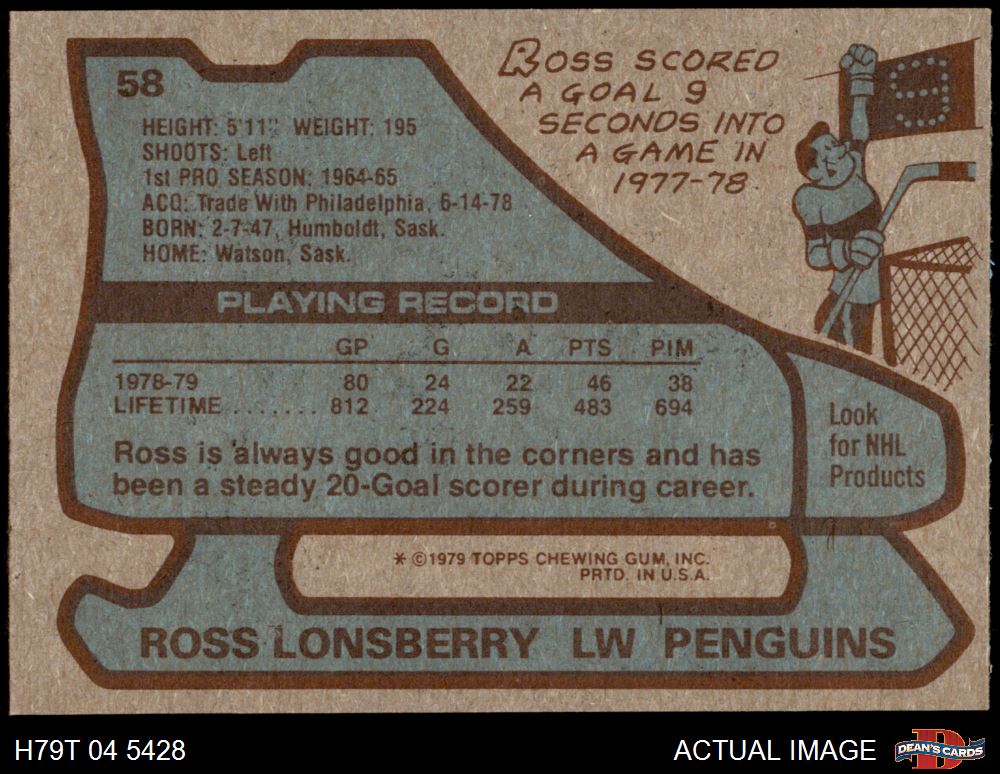 58
HEIGHT: 5'11" WEIGHT: 195
SHOOTS: Left
1st PRO SEASON: 1964-65
ACQ: Trade With Philadelphia, 6-14-78
BORN: 2-7-47, Humboldt, Sask.
HOME: Watson, Sask.
ROSS SCORED
A GOAL 9
SECONDS INTO
A GAME IN
1977-78
9
PLAYING RECORD
GP G A PTS PIM
1978-79 80 24 22 46 38
LIFETIME ........ 812 224 259 483 694
Ross is always good in the corners and has
been a steady 20-Goal scorer during career.
Look
for NHL
Products
* ©1979 TOPPS CHEWING GUM, INC.
PRTD. IN U.S.A.
ROSS LONSBERRY LW PENGUINS
H79T 04 5428
ACTUAL IMAGE
D
DEAN'S CARDS